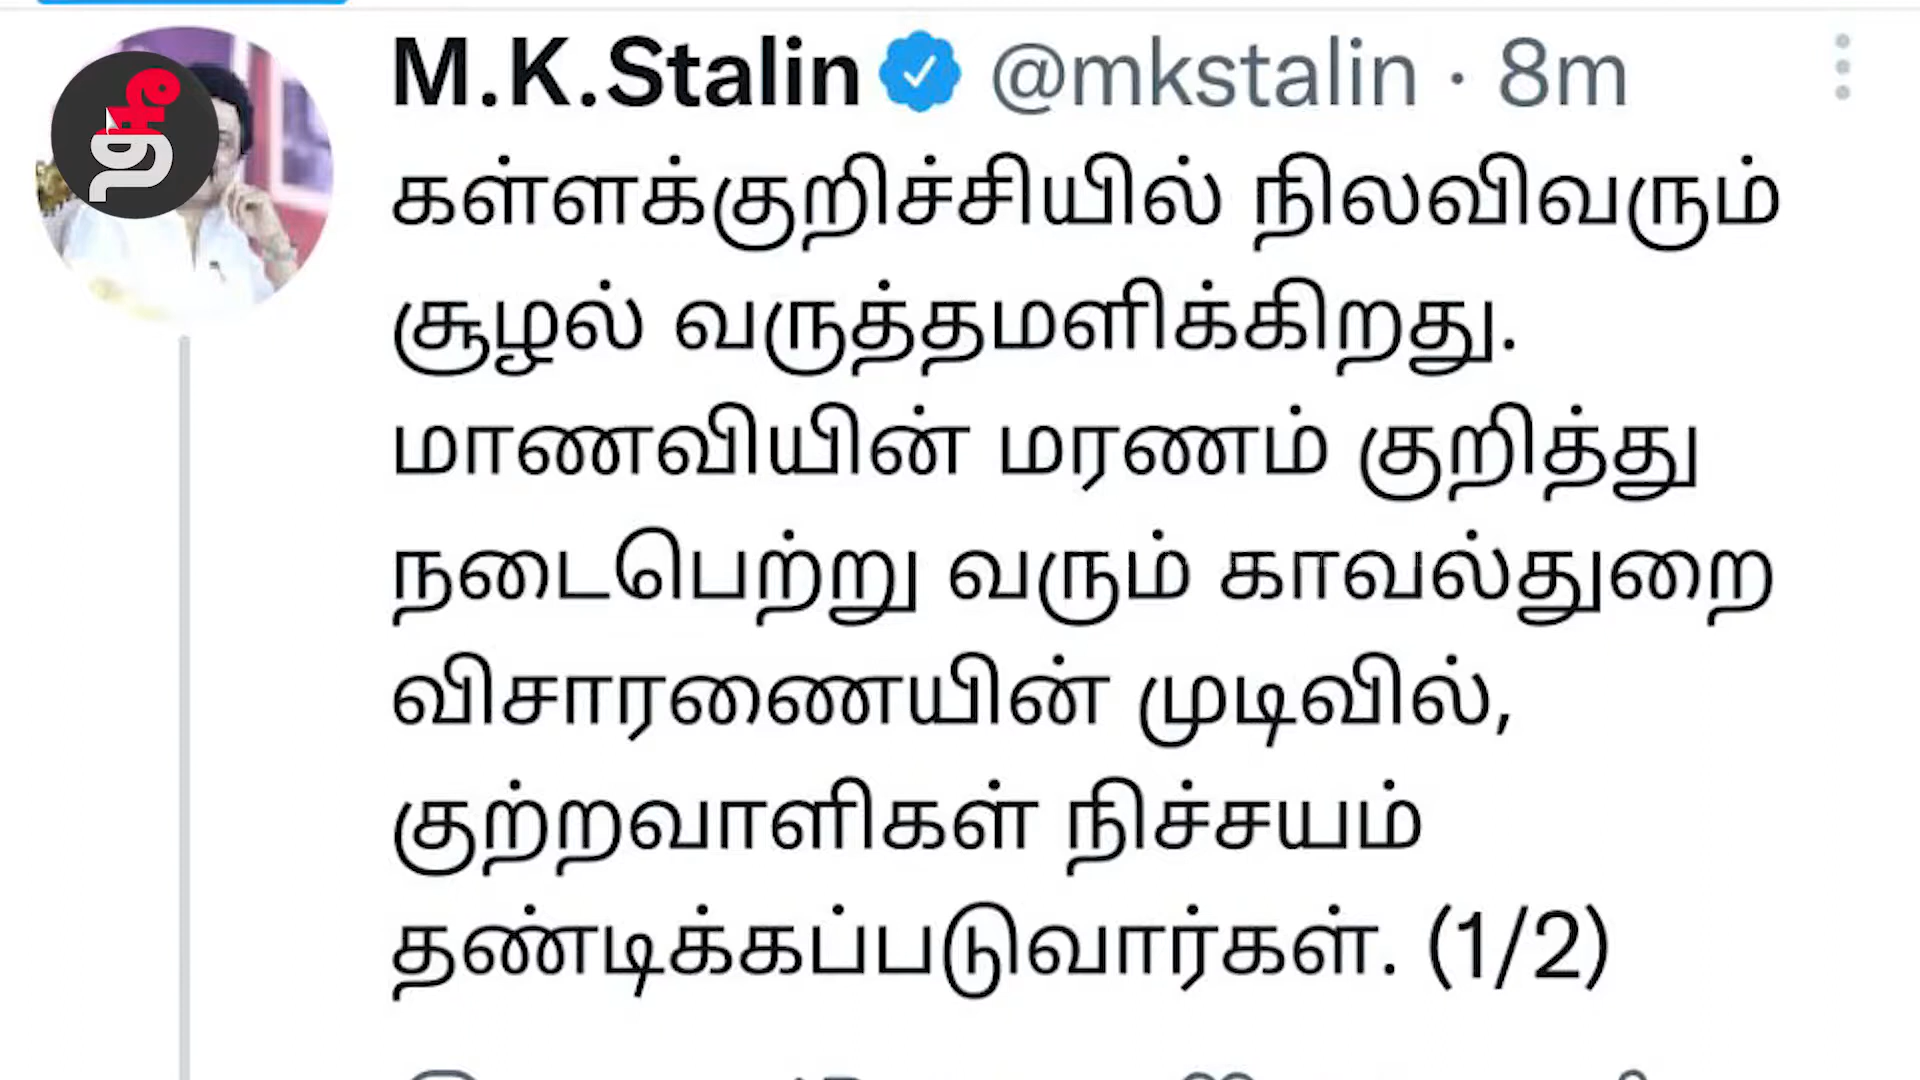 M.K.Stalin @mkstalin · 8m
கள்ளக்குறிச்சியில் நிலவிவரும்
சூழல் வருத்தமளிக்கிறது.
மாணவியின் மரணம் குறித்து
நடைபெற்று வரும் காவல்துறை
விசாரணையின் முடிவில்,
குற்றவாளிகள் நிச்சயம்
தண்டிக்கப்படுவார்கள். (1/2)